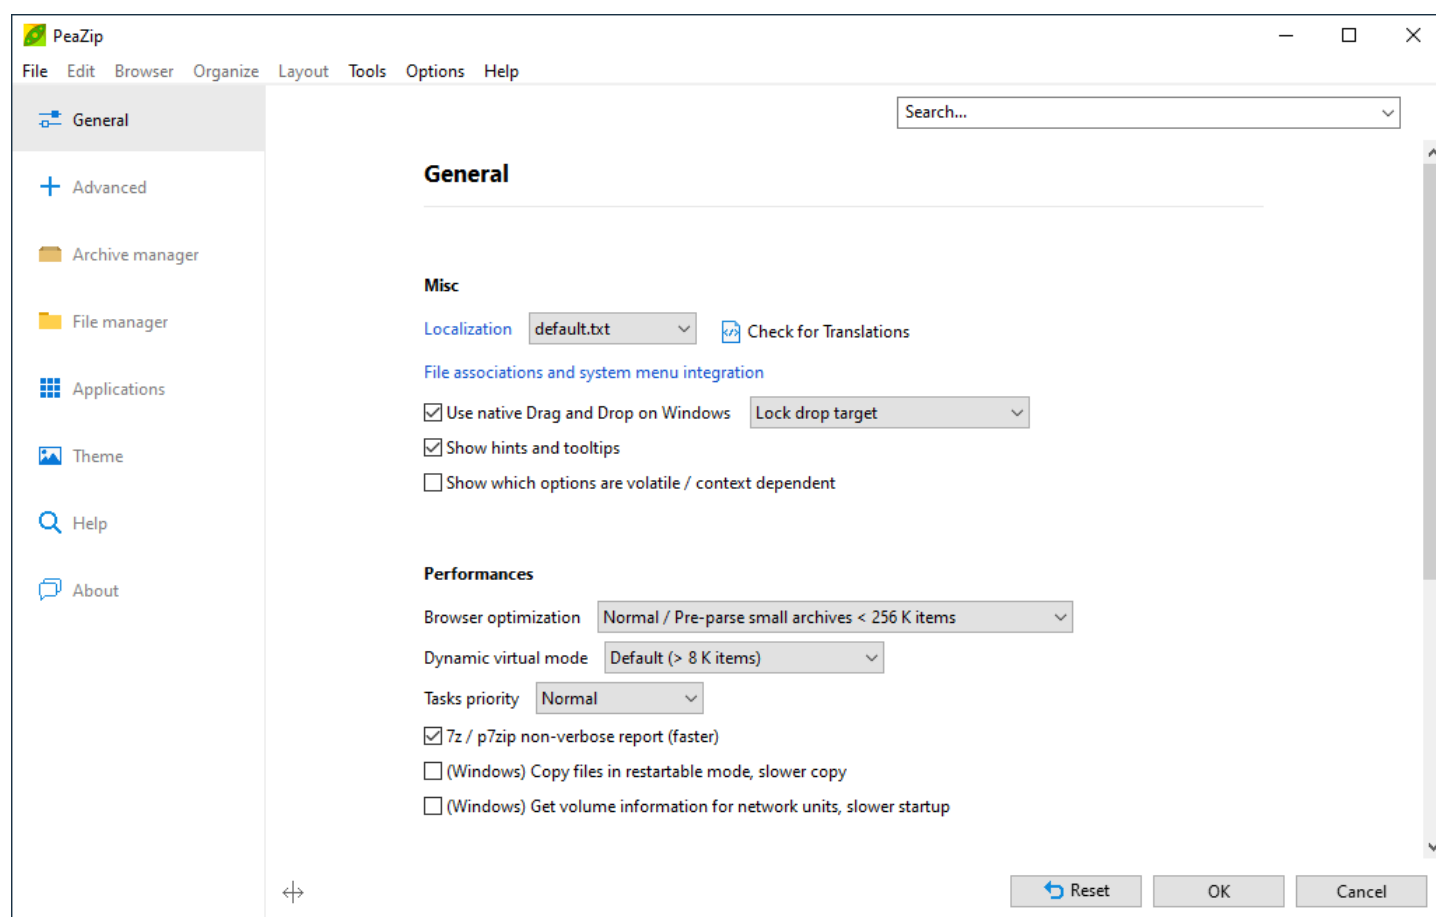 PeaZip
File Edit Browser Organize Layout Tools Options Help
General
Advanced
Archive manager
File manager
Applications
Theme
Help
About
Search...
General
Misc
Localization default.txt Check for Translations
File associations and system menu integration
Use native Drag and Drop on Windows Lock drop target
Show hints and tooltips
Show which options are volatile / context dependent
Performances
Browser optimization Normal / Pre-parse small archives < 256 K items
Dynamic virtual mode Default (> 8 K items)
Tasks priority Normal
7z / p7zip non-verbose report (faster)
(Windows) Copy files in restartable mode, slower copy
(Windows) Get volume information for network units, slower startup
Reset OK Cancel